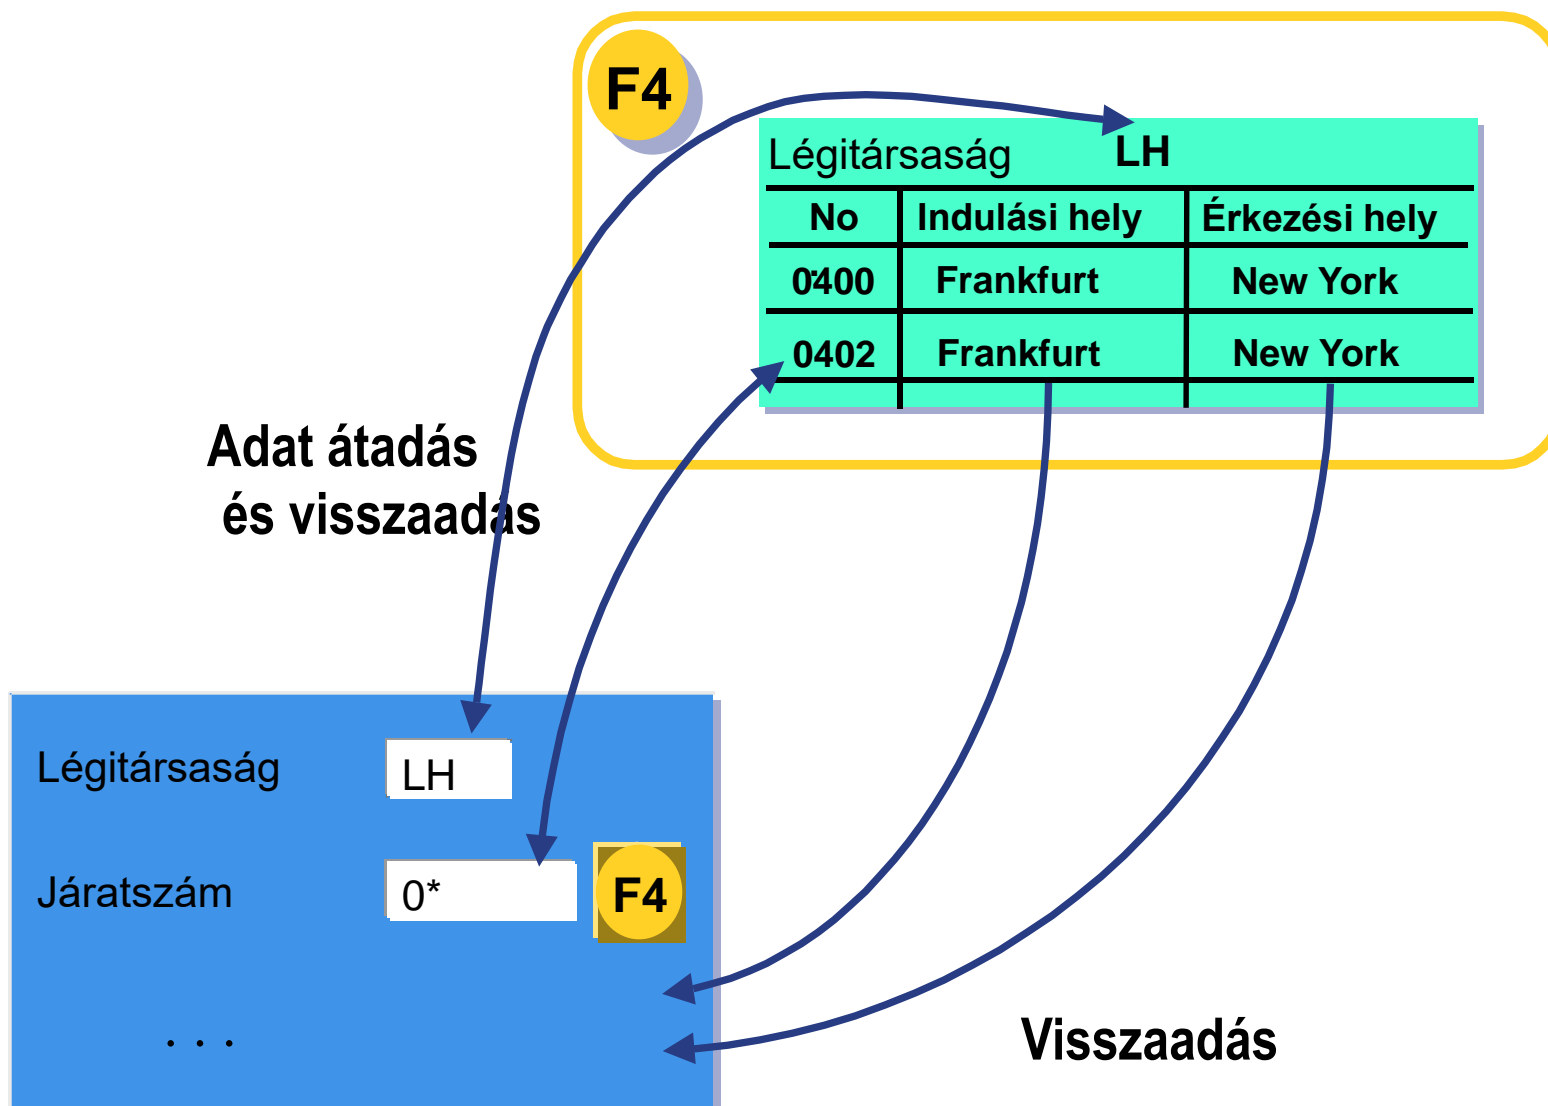 F4
Légitársaság LH
No Indulási hely Érkezési hely
0400 Frankfurt New York
0402 Frankfurt New York
Adat átadás
és visszaadás
Légitársaság LH
Járatszám 0* F4
. . .
Visszaadás